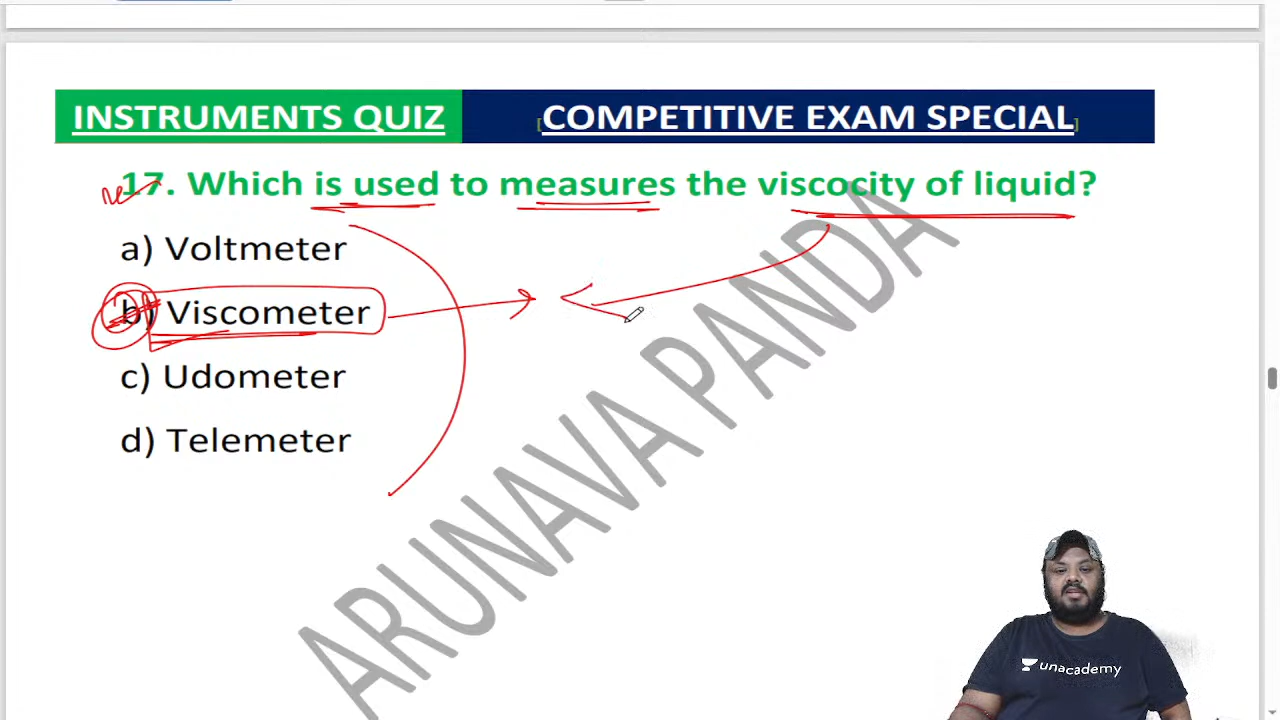 INSTRUMENTS QUIZ [COMPETITIVE EXAM SPECIAL]
17. Which is used to measures the viscocity of liquid?
a) Voltmeter
b) Viscometer
c) Udometer
d) Telemeter
ARUNAVA PANDA
unacademy